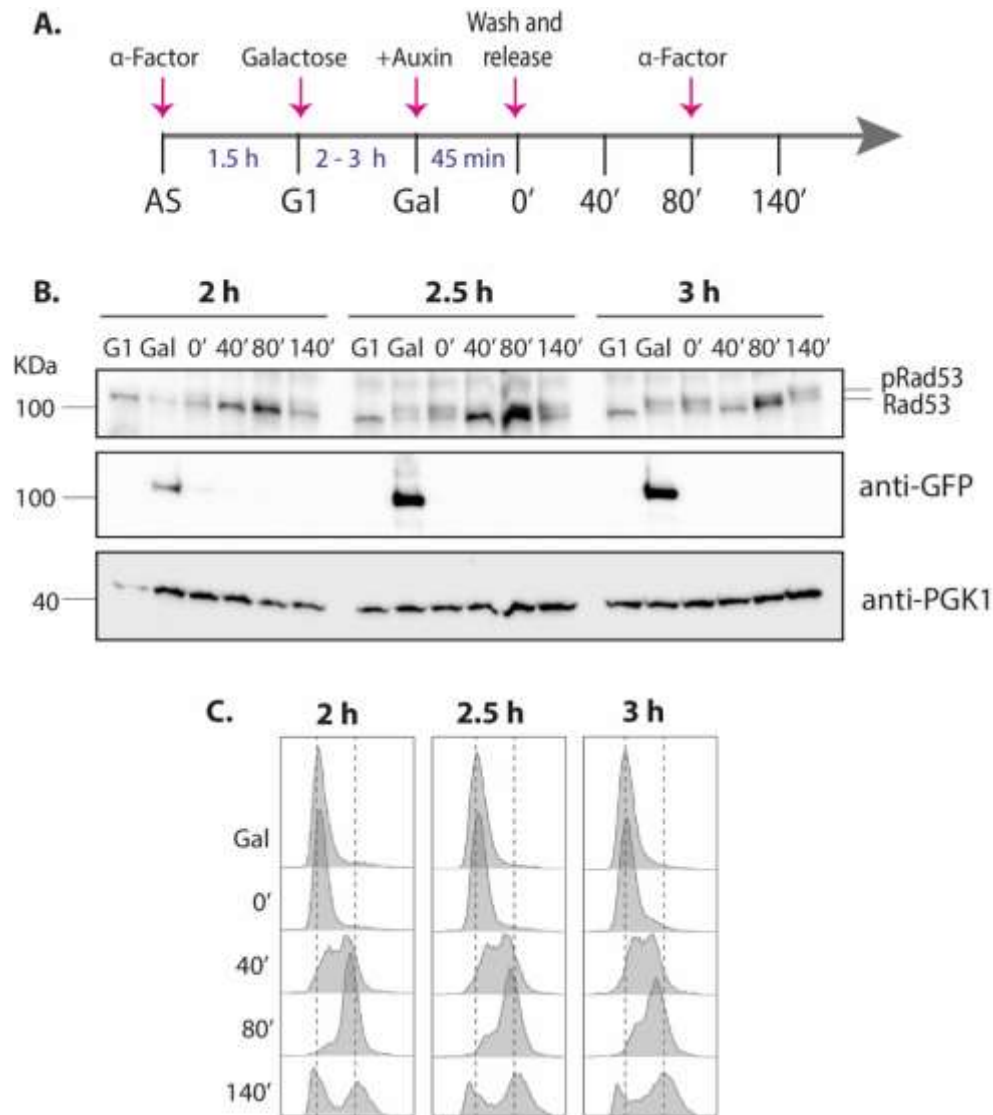 A.
α-Factor Galactose +Auxin Wash and release α-Factor
1.5 h 2 - 3 h 45 min
AS G1 Gal 0′ 40′ 80′ 140′
B.
2 h 2.5 h 3 h
KDa G1 Gal 0′ 40′ 80′ 140′ G1 Gal 0′ 40′ 80′ 140′ G1 Gal 0′ 40′ 80′ 140′
100 pRad53
Rad53
100 anti-GFP
40 anti-PGK1
C.
2 h 2.5 h 3 h
Gal
0′
40′
80′
140′